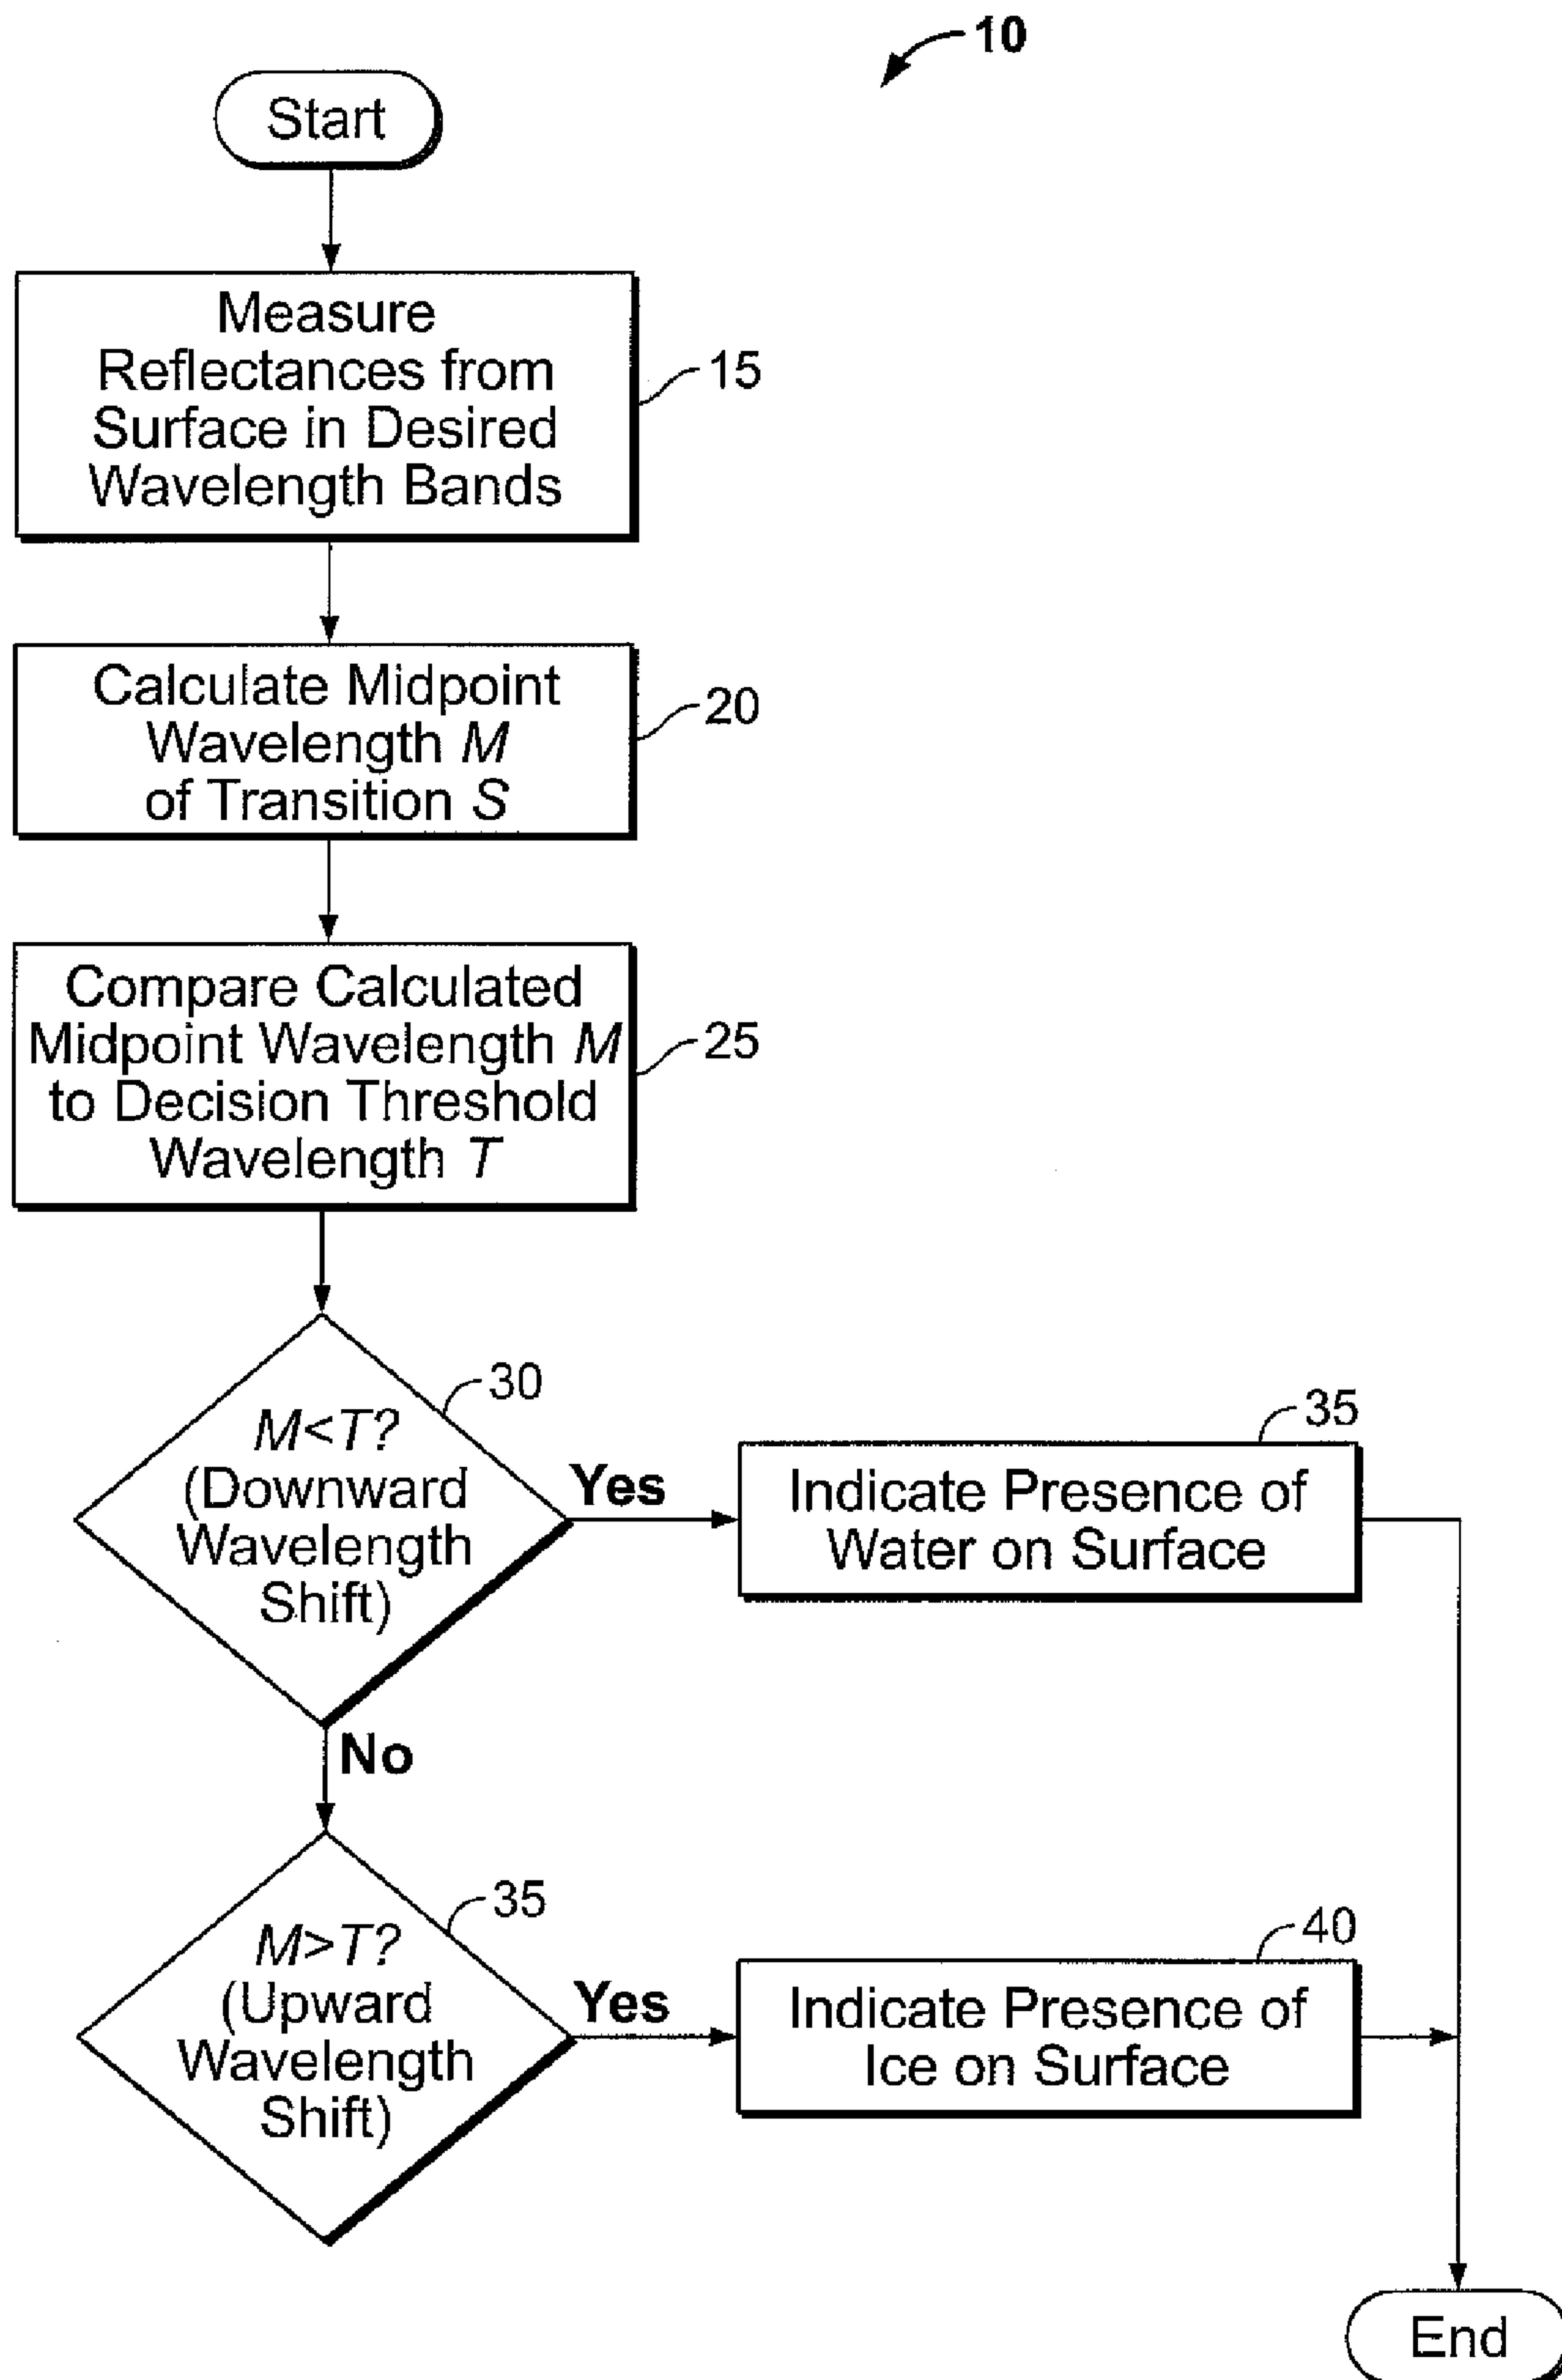 10
Start
Measure
Reflectances from
Surface in Desired
Wavelength Bands
15
Calculate Midpoint
Wavelength M
of Transition S
20
Compare Calculated
Midpoint Wavelength M
to Decision Threshold
Wavelength T
25
M<T?
(Downward
Wavelength
Shift)
30
Yes
Indicate Presence of
Water on Surface
35
No
M>T?
(Upward
Wavelength
Shift)
35
Yes
Indicate Presence of
Ice on Surface
40
End